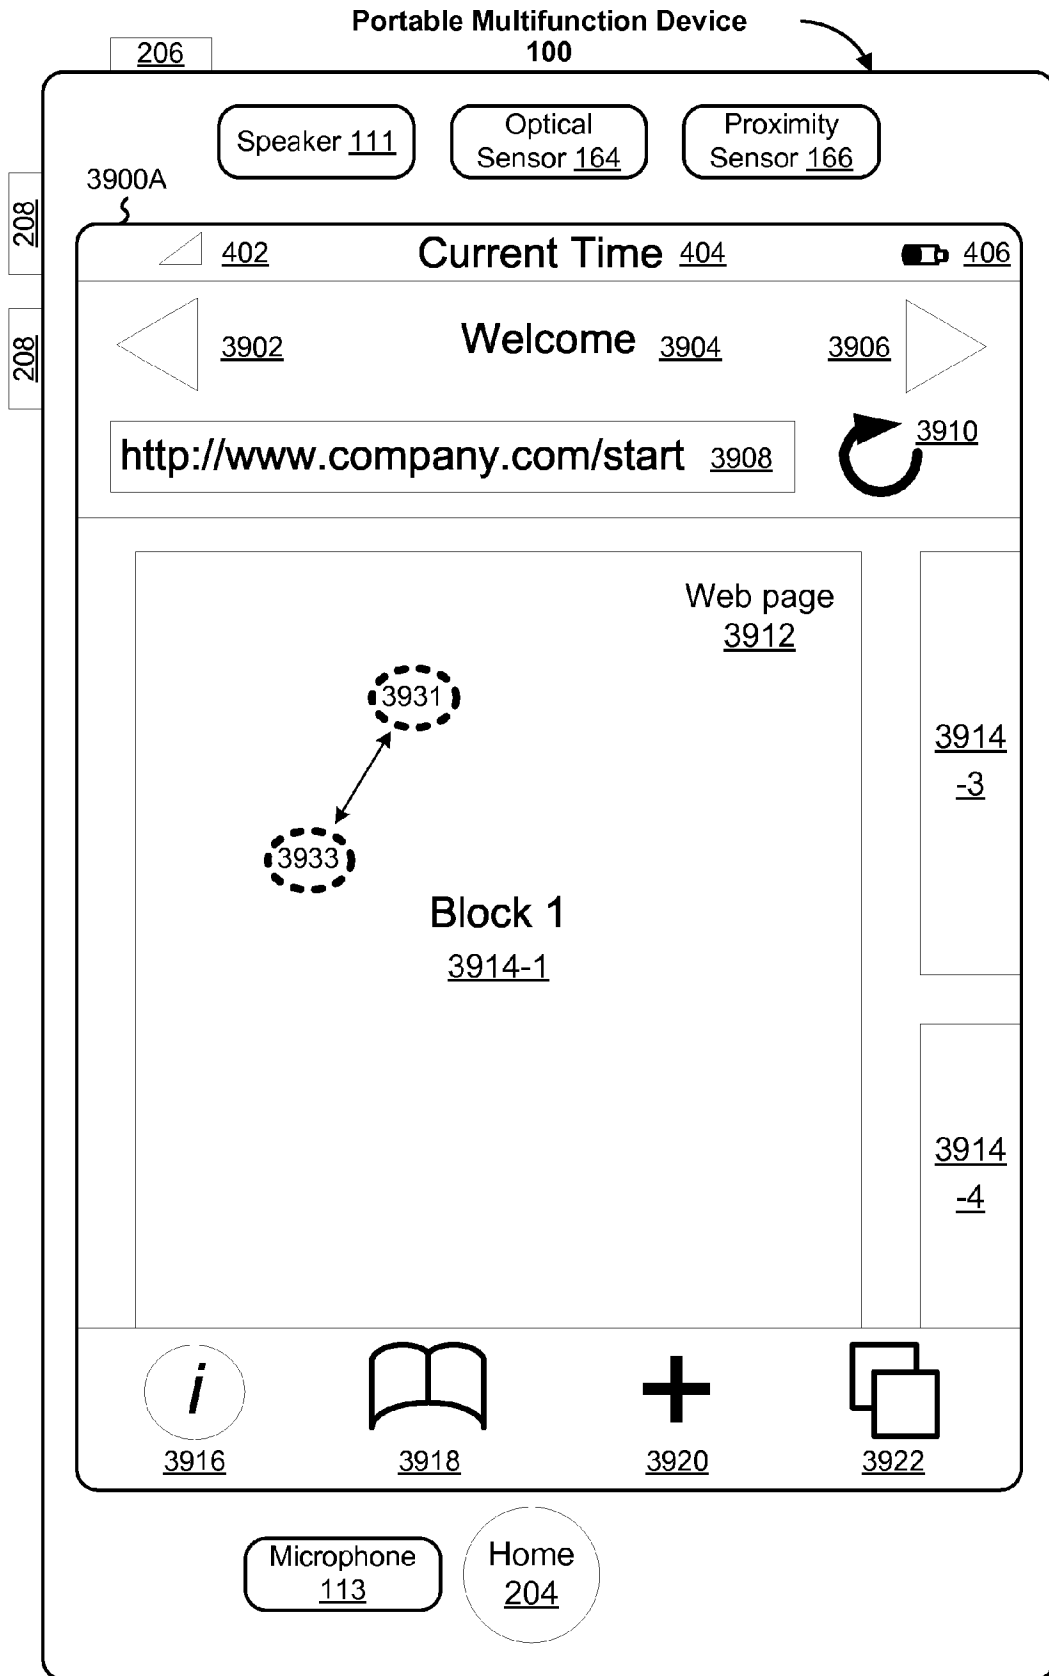 Portable Multifunction Device
100
206
Speaker 111
Optical
Sensor 164
Proximity
Sensor 166
3900A
208
208
402
Current Time 404
406
3902
Welcome 3904
3906
http://www.company.com/start 3908
3910
Web page
3912
3931
3933
Block 1
3914-1
3914
-3
3914
-4
i
3916
3918
3920
3922
Microphone
113
Home
204